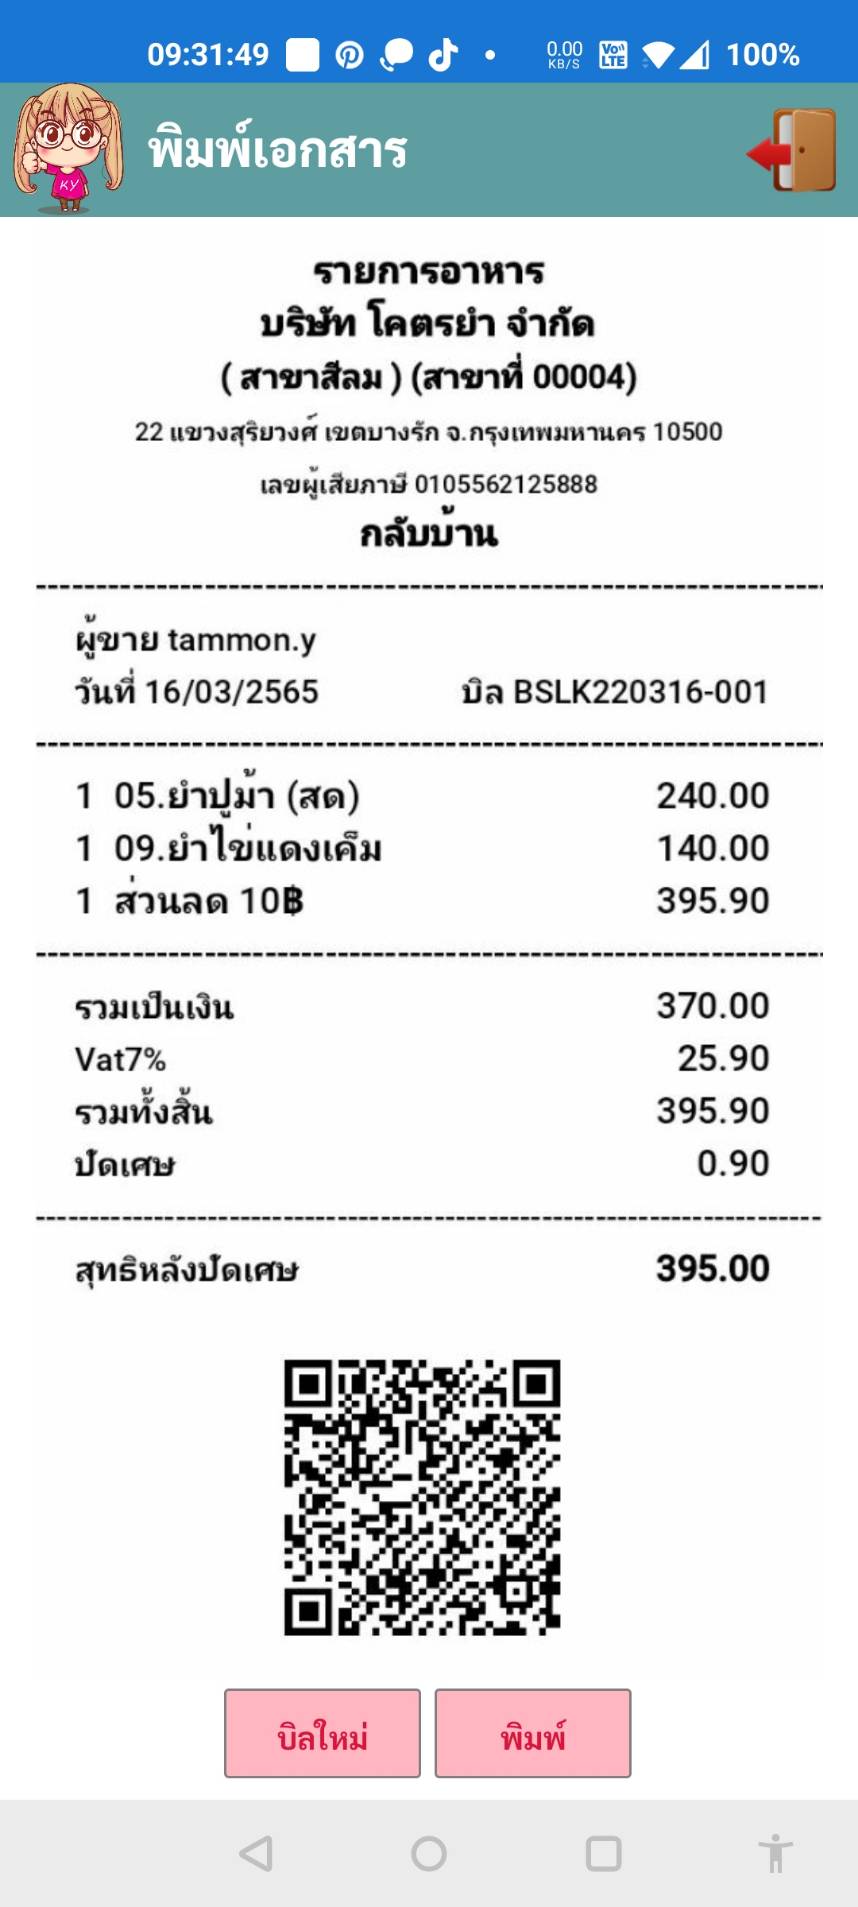 09:31:49 0.00 KB/S Vo)) LTE 100%
พิมพ์เอกสาร
KY
รายการอาหาร
บริษัท โคตรยำ จำกัด
( สาขาสีลม ) (สาขาที่ 00004)
22 แขวงสุริยวงศ์ เขตบางรัก จ.กรุงเทพมหานคร 10500
เลขผู้เสียภาษี 0105562125888
กลับบ้าน
ผู้ขาย tammon.y
วันที่ 16/03/2565 บิล BSLK220316-001
1 05.ยำปูม้า (สด) 240.00
1 09.ยำไข่แดงเค็ม 140.00
1 ส่วนลด 10฿ 395.90
รวมเป็นเงิน 370.00
Vat7% 25.90
รวมทั้งสิ้น 395.90
ปัดเศษ 0.90
สุทธิหลังปัดเศษ 395.00
บิลใหม่ พิมพ์